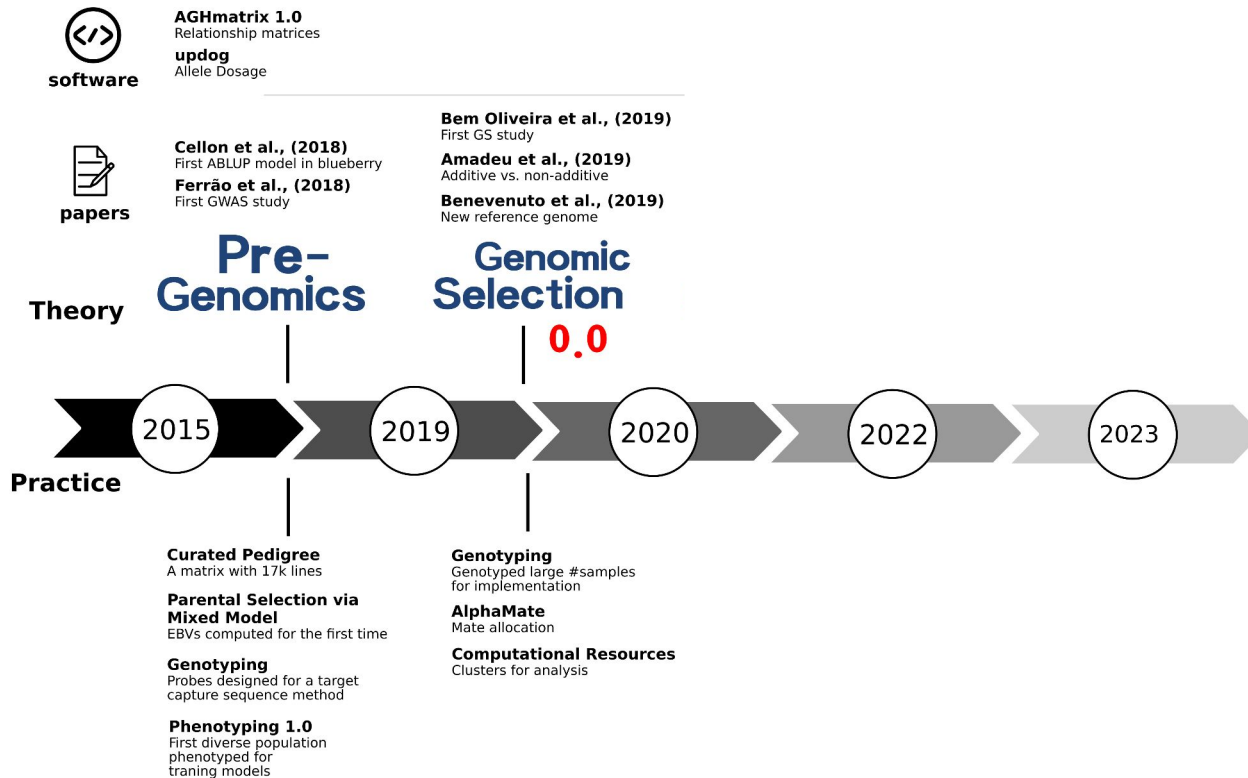 </>
software
AGHmatrix 1.0
Relationship matrices
updog
Allele Dosage
papers
Cellon et al., (2018)
First ABLUP model in blueberry
Ferrão et al., (2018)
First GWAS study
Bem Oliveira et al., (2019)
First GS study
Amadeu et al., (2019)
Additive vs. non-additive
Benevenuto et al., (2019)
New reference genome
Theory
Pre-
Genomics
Genomic
Selection
0.0
2015
2019
2020
2022
2023
Practice
Curated Pedigree
A matrix with 17k lines
Parental Selection via
Mixed Model
EBVs computed for the first time
Genotyping
Probes designed for a target
capture sequence method
Phenotyping 1.0
First diverse population
phenotyped for
traning models
Genotyping
Genotyped large #samples
for implementation
AlphaMate
Mate allocation
Computational Resources
Clusters for analysis